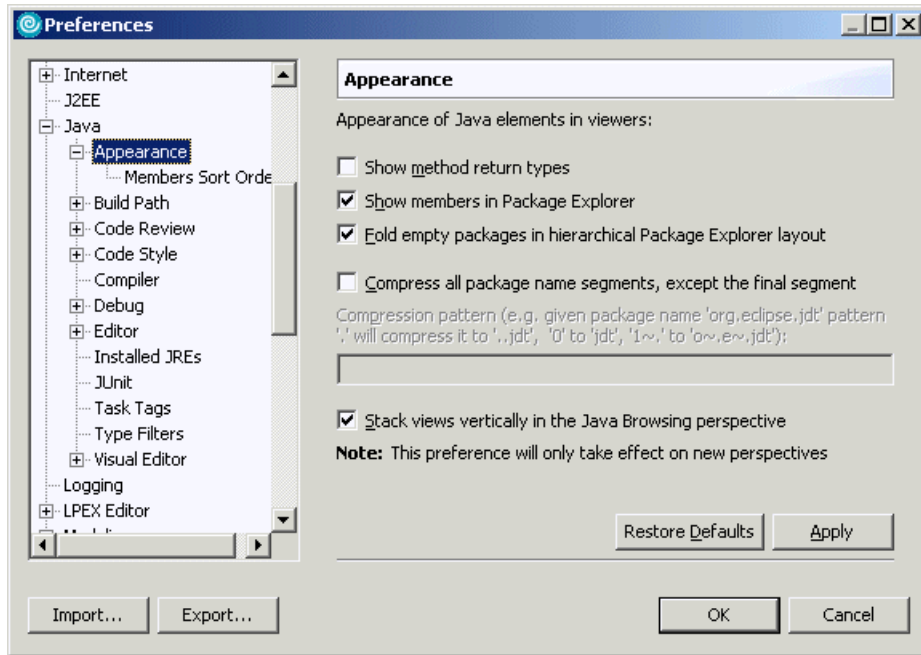 Preferences
Internet
J2EE
Java
Appearance
Members Sort Orde
Build Path
Code Review
Code Style
Compiler
Debug
Editor
Installed JREs
JUnit
Task Tags
Type Filters
Visual Editor
Logging
LPEX Editor
Appearance
Appearance of Java elements in viewers:
Show method return types
Show members in Package Explorer
Fold empty packages in hierarchical Package Explorer layout
Compress all package name segments, except the final segment
Compression pattern (e.g. given package name 'org.eclipse.jdt' pattern
'.' will compress it to '..jdt', '0' to 'jdt', '1~.' to 'o~.e~.jdt'):
Stack views vertically in the Java Browsing perspective
Note: This preference will only take effect on new perspectives
Restore Defaults
Apply
Import...
Export...
OK
Cancel